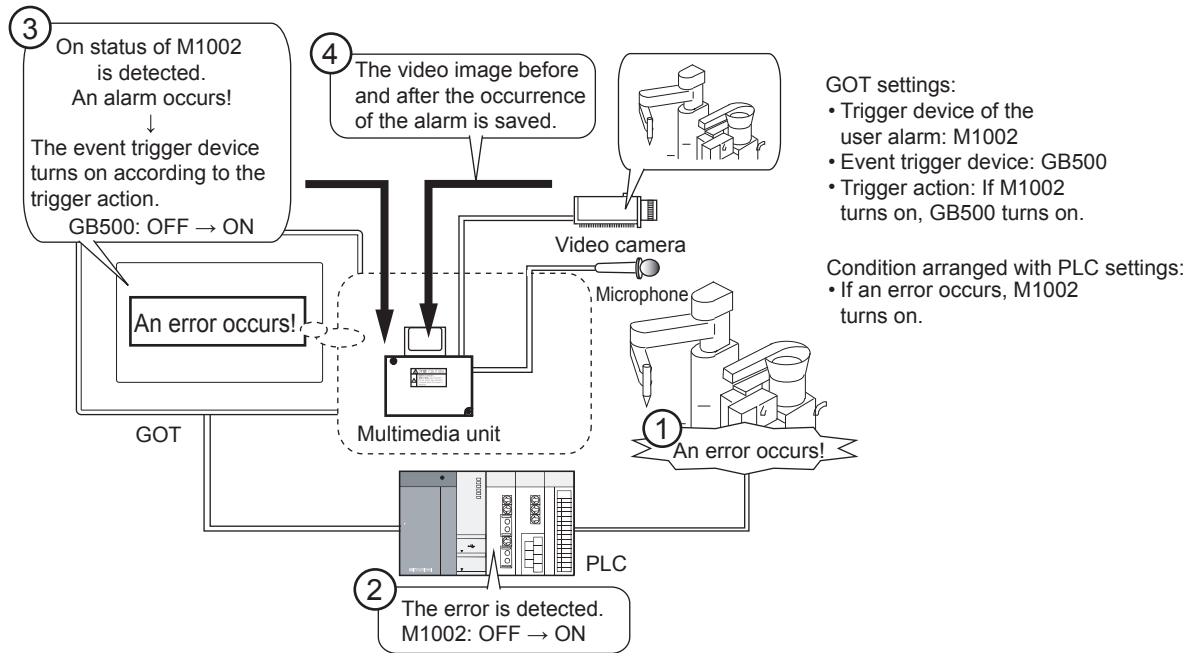 3
On status of M1002
is detected.
An alarm occurs!
↓
The event trigger device
turns on according to the
trigger action.
GB500: OFF → ON
4
The video image before
and after the occurrence
of the alarm is saved.
GOT settings:
• Trigger device of the
user alarm: M1002
• Event trigger device: GB500
• Trigger action: If M1002
turns on, GB500 turns on.
Condition arranged with PLC settings:
• If an error occurs, M1002
turns on.
Video camera
Microphone
An error occurs!
GOT
Multimedia unit
1
An error occurs!
PLC
2
The error is detected.
M1002: OFF → ON